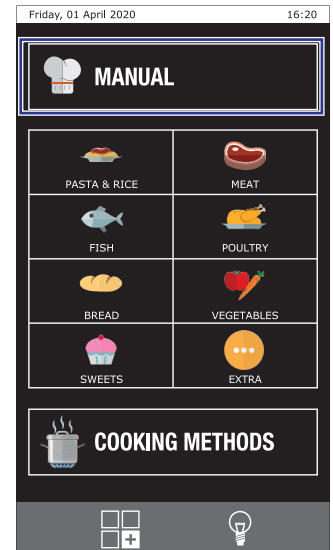 Friday, 01 April 2020 16:20
MANUAL
PASTA & RICE MEAT
FISH POULTRY
BREAD VEGETABLES
SWEETS EXTRA
COOKING METHODS